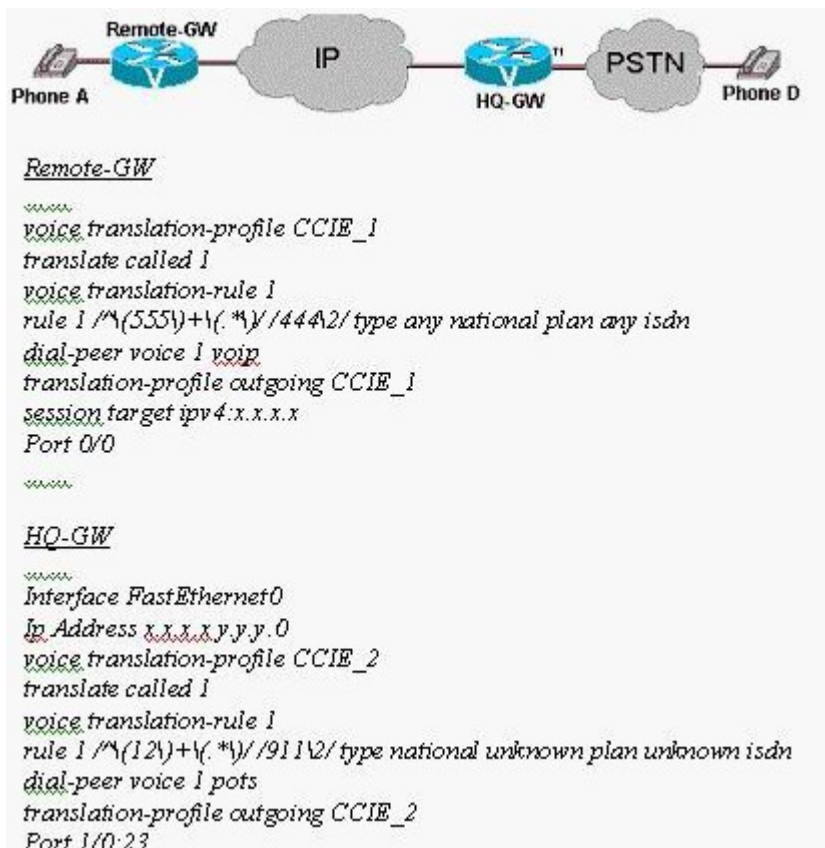 Remote-GW
IP
PSTN
Phone A
HQ-GW
Phone D
Remote-GW
voice translation-profile CCIE_1
translate called 1
voice translation-rule 1
rule 1 /^\(555\)+\(.*\)/ /444\2/ type any national plan any isdn
dial-peer voice 1 voip
translation-profile outgoing CCIE_1
session target ipv4:x.x.x.x
Port 0/0
HQ-GW
Interface FastEthernet0
Ip Address x.x.x.x y.y.y.0
voice translation-profile CCIE_2
translate called 1
voice translation-rule 1
rule 1 /^\(12\)+\(.*\)/ /911\2/ type national unknown plan unknown isdn
dial-peer voice 1 pots
translation-profile outgoing CCIE_2
Port 1/0:23